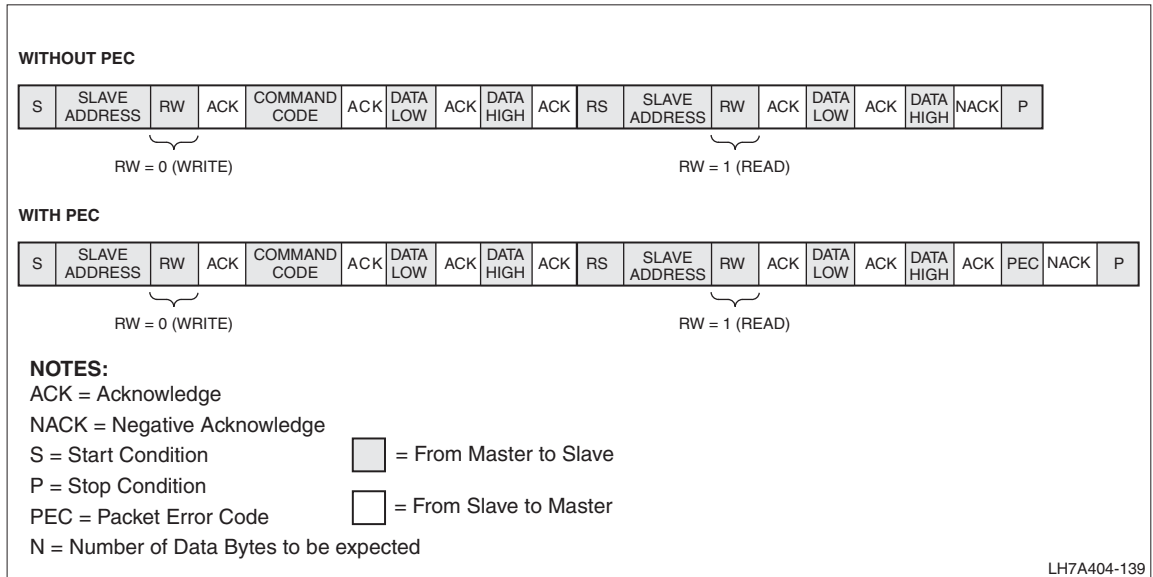 WITHOUT PEC
S SLAVE ADDRESS RW ACK COMMAND CODE ACK DATA LOW ACK DATA HIGH ACK RS SLAVE ADDRESS RW ACK DATA LOW ACK DATA HIGH NACK P
RW = 0 (WRITE) RW = 1 (READ)
WITH PEC
S SLAVE ADDRESS RW ACK COMMAND CODE ACK DATA LOW ACK DATA HIGH ACK RS SLAVE ADDRESS RW ACK DATA LOW ACK DATA HIGH ACK PEC NACK P
RW = 0 (WRITE) RW = 1 (READ)
NOTES:
ACK = Acknowledge
NACK = Negative Acknowledge
S = Start Condition
= From Master to Slave
P = Stop Condition
PEC = Packet Error Code
= From Slave to Master
N = Number of Data Bytes to be expected
LH7A404-139